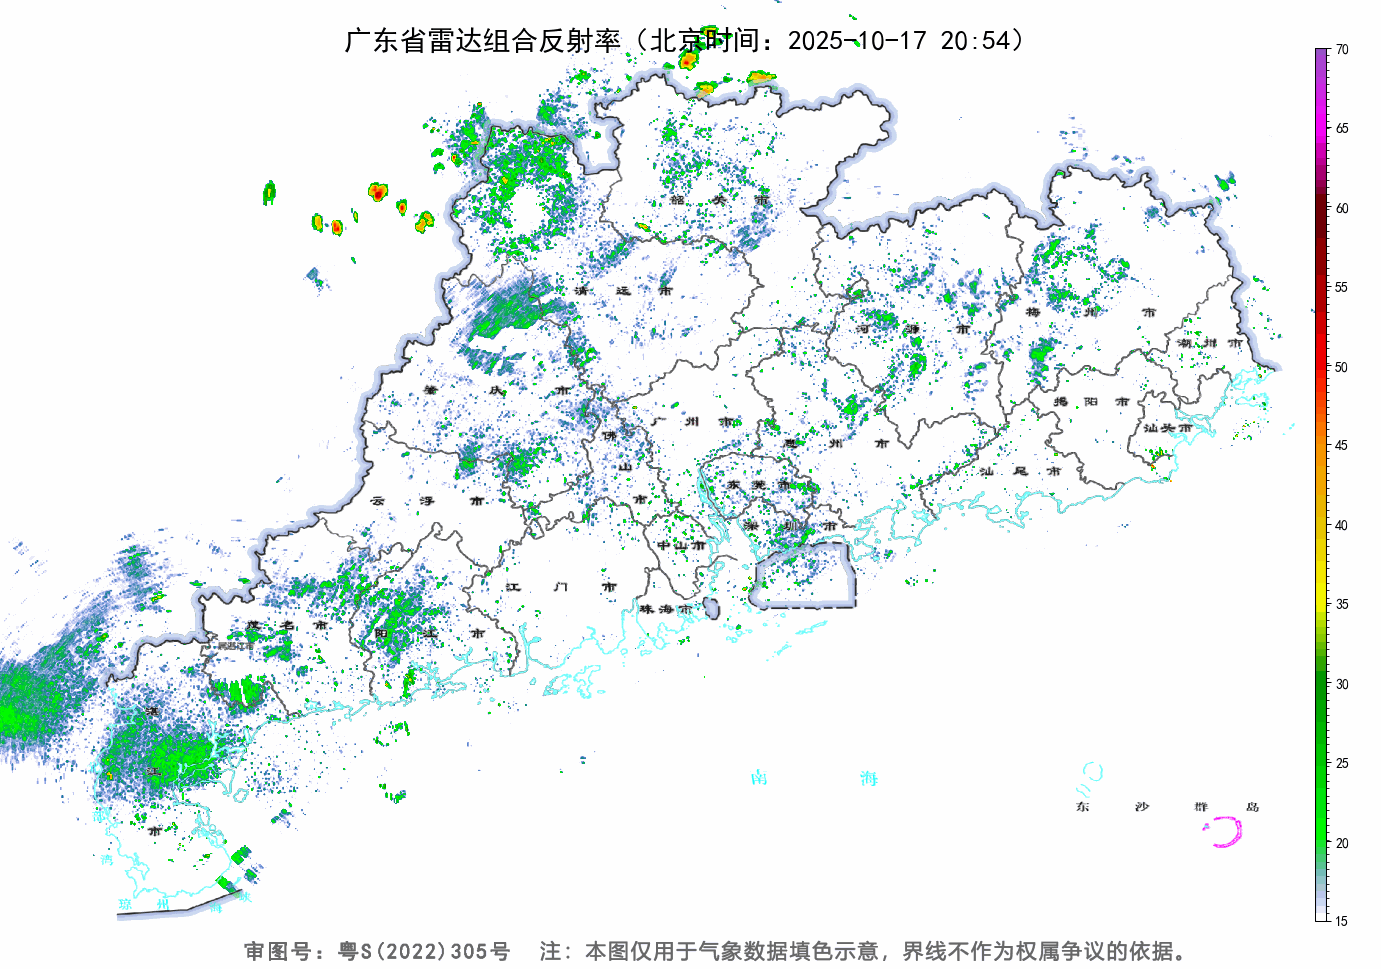 广东省雷达组合反射率（北京时间：2025-10-17 20:54）
70
65
60
55
50
45
40
35
30
25
20
15
韶 关 市
清 远 市
梅 州 市
河 源 市
潮 州 市
肇 庆 市
揭 阳 市
广 州 市
汕头市
佛 山 市
惠 州 市
汕 尾 市
东 莞 市
云 浮 市
深 圳 市
中山市
江 门 市
珠海市
茂 名 市
阳 江 市
湛 江 市
南 海
东 沙 群 岛
湾
琼 州 海 峡
审图号：粤S(2022)305号 注：本图仅用于气象数据填色示意，界线不作为权属争议的依据。